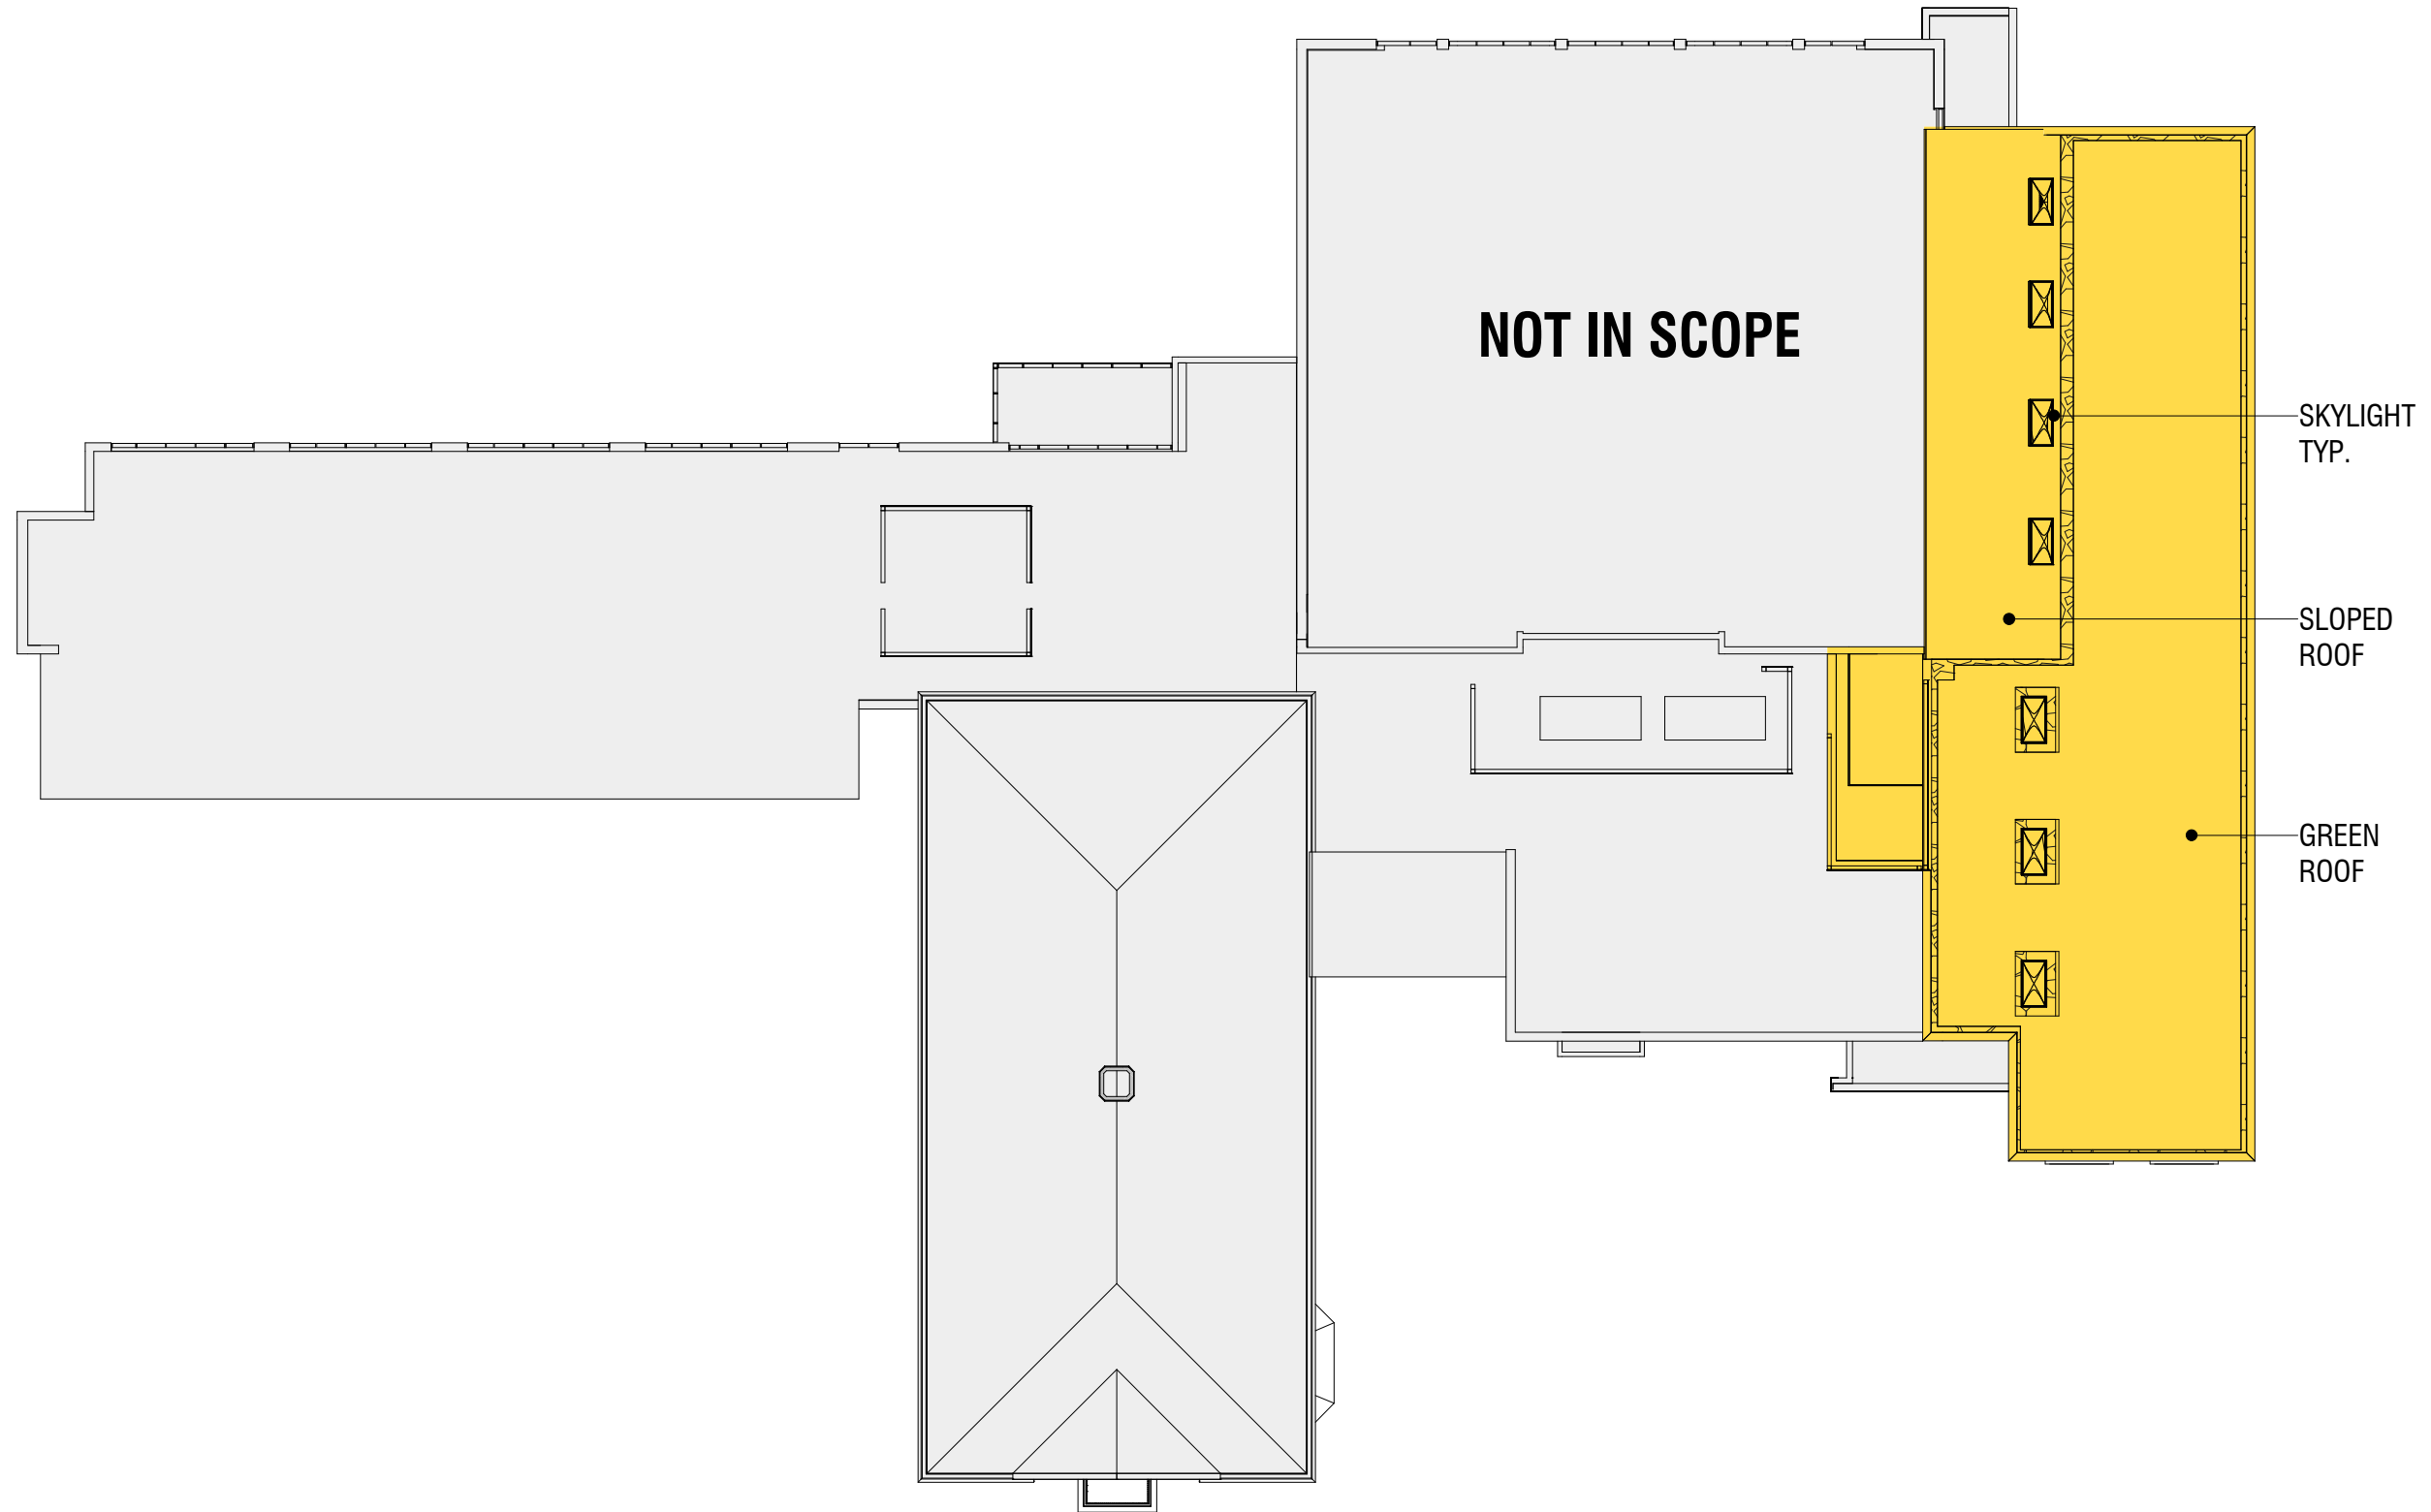 NOT IN SCOPE
SKYLIGHT
TYP.
SLOPED
ROOF
GREEN
ROOF